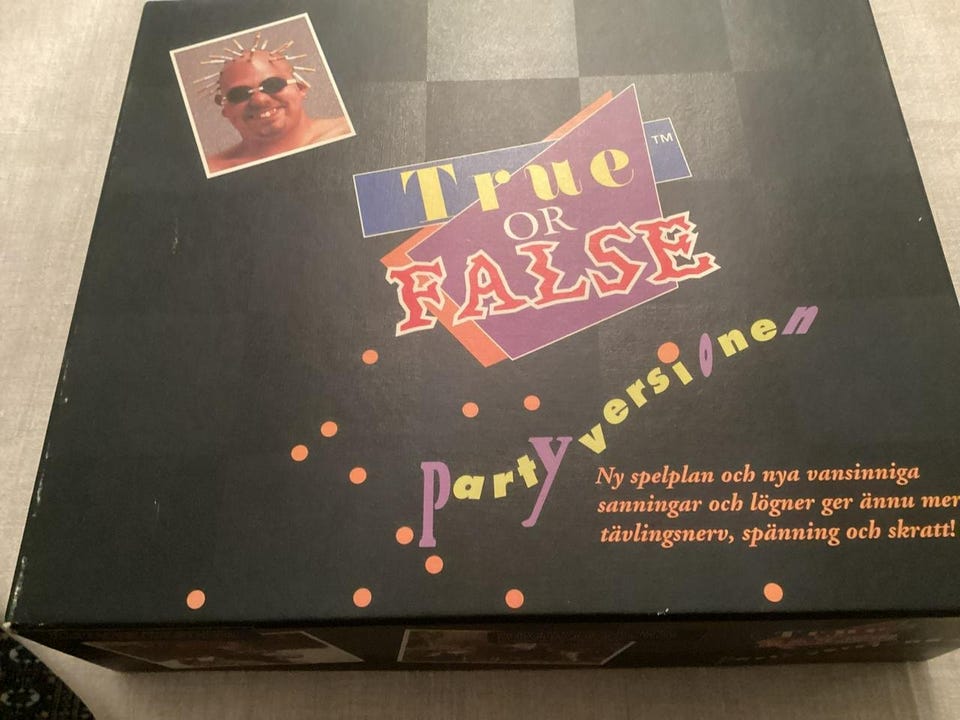 True
OR
FALSE
TM
partyversionen
Ny spelplan och nya vansinniga
sanningar och lögner ger ännu mer
tävlingsnerv, spänning och skratt!